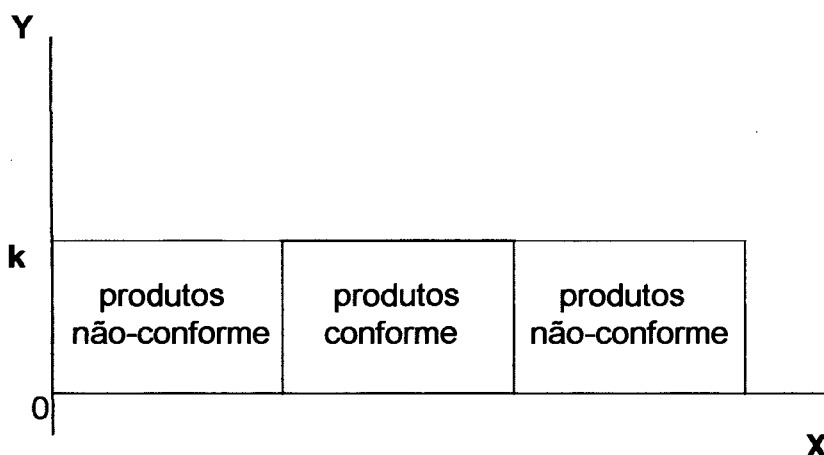 Y
k
produtos
não-conforme
produtos
conforme
produtos
não-conforme
0
X